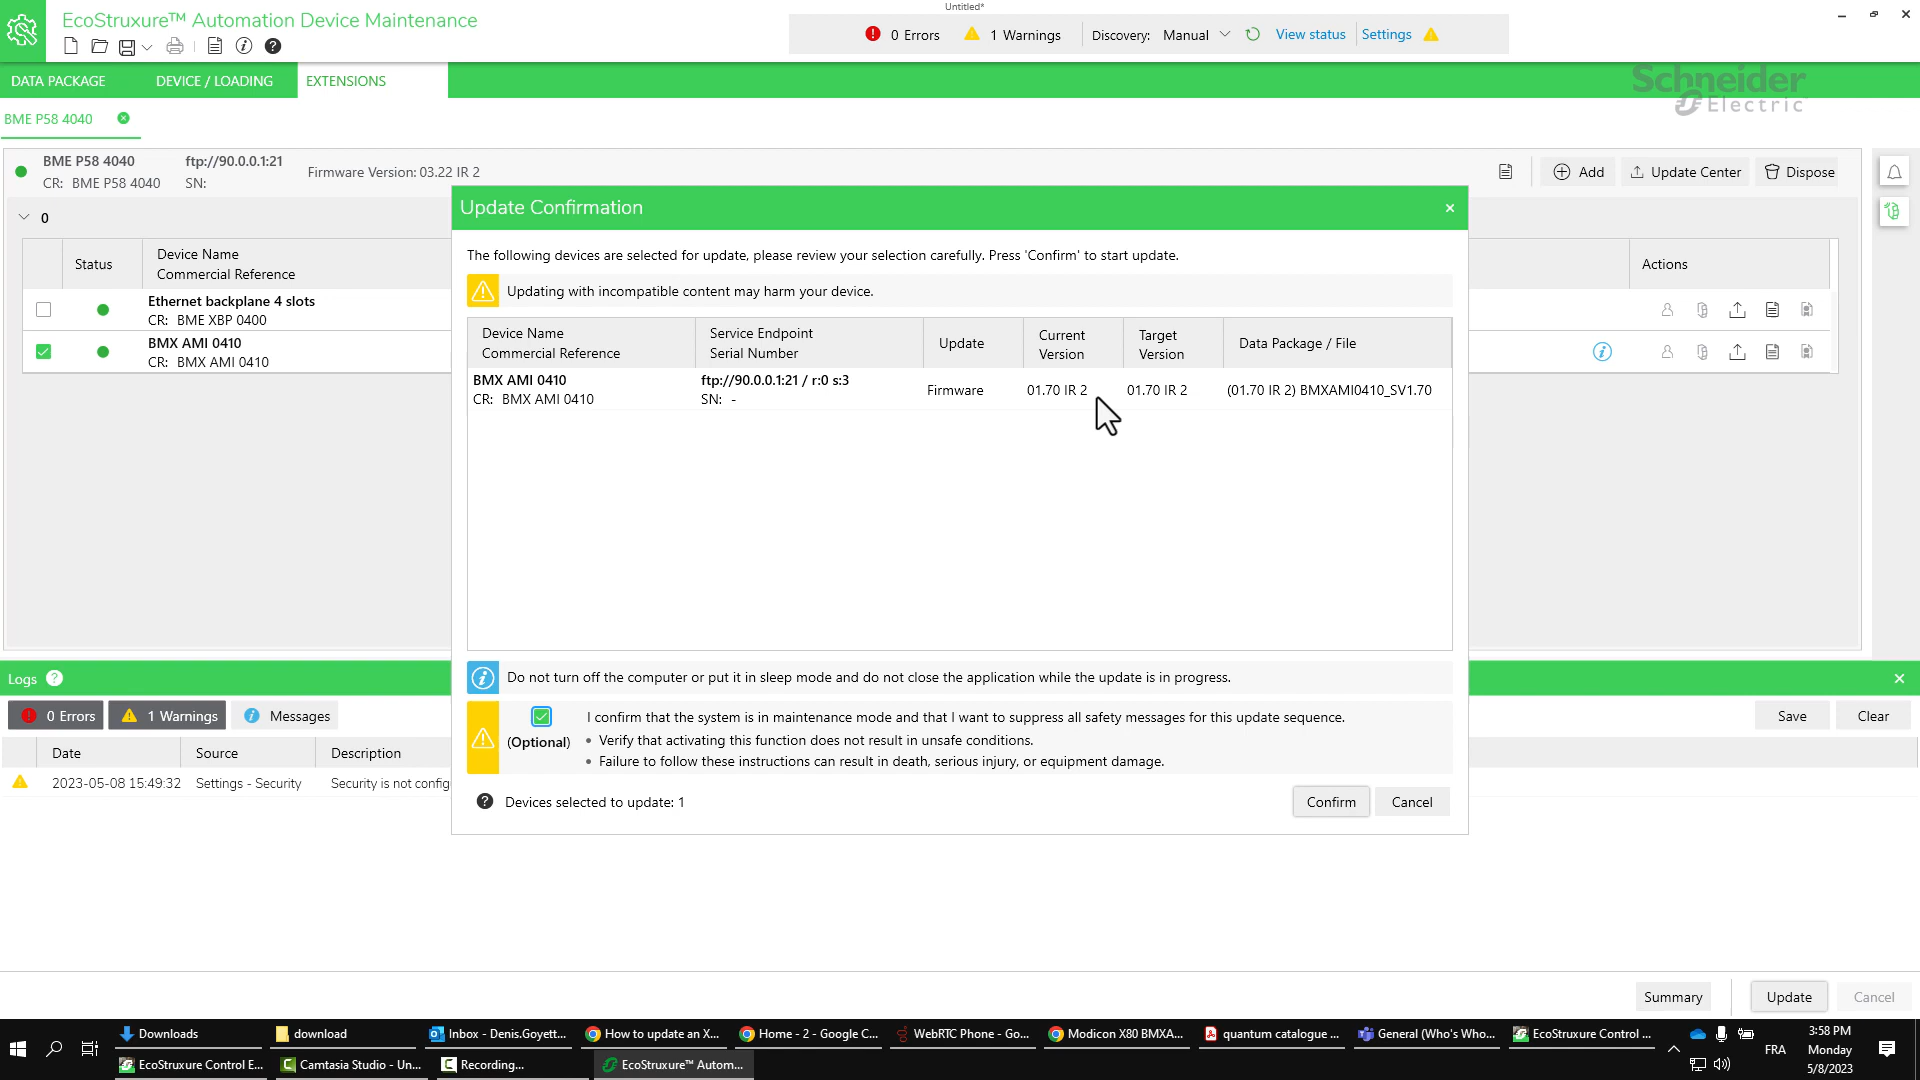 Untitled*
EcoStruxure™ Automation Device Maintenance
0 Errors 1 Warnings Discovery: Manual View status Settings
DATA PACKAGE DEVICE / LOADING EXTENSIONS
Schneider
Electric
BME P58 4040
BME P58 4040 ftp://90.0.0.1:21 Firmware Version: 03.22 IR 2
CR: BME P58 4040 SN:
Add Update Center Dispose
0
Status Device Name
Commercial Reference
Actions
Ethernet backplane 4 slots
CR: BME XBP 0400
BMX AMI 0410
CR: BMX AMI 0410
Update Confirmation
The following devices are selected for update, please review your selection carefully. Press 'Confirm' to start update.
Updating with incompatible content may harm your device.
Device Name Service Endpoint Update Current Target Data Package / File
Commercial Reference Serial Number Version Version
BMX AMI 0410 ftp://90.0.0.1:21 / r:0 s:3 Firmware 01.70 IR 2 01.70 IR 2 (01.70 IR 2) BMXAMI0410_SV1.70
CR: BMX AMI 0410 SN: -
Do not turn off the computer or put it in sleep mode and do not close the application while the update is in progress.
I confirm that the system is in maintenance mode and that I want to suppress all safety messages for this update sequence.
(Optional) • Verify that activating this function does not result in unsafe conditions.
• Failure to follow these instructions can result in death, serious injury, or equipment damage.
Devices selected to update: 1 Confirm Cancel
Logs
0 Errors 1 Warnings Messages Save Clear
Date Source Description
2023-05-08 15:49:32 Settings - Security Security is not config
Summary Update Cancel
Downloads download Inbox - Denis.Goyett... How to update an X... Home - 2 - Google C... WebRTC Phone - Go... Modicon X80 BMXA... quantum catalogue ... General (Who's Who... EcoStruxure Control ...
EcoStruxure Control E... Camtasia Studio - Un... Recording... EcoStruxure™ Autom...
FRA
3:58 PM
Monday
5/8/2023